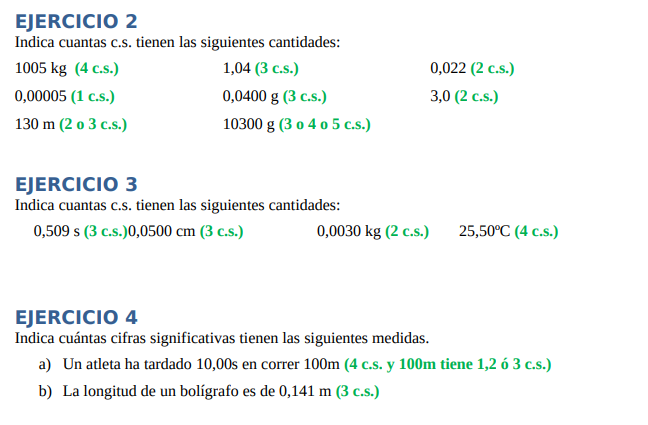 EJERCICIO 2
Indica cuantas c.s. tienen las siguientes cantidades:
1005 kg (4 c.s.) 1,04 (3 c.s.) 0,022 (2 c.s.)
0,00005 (1 c.s.) 0,0400 g (3 c.s.) 3,0 (2 c.s.)
130 m (2 o 3 c.s.) 10300 g (3 o 4 o 5 c.s.)
EJERCICIO 3
Indica cuantas c.s. tienen las siguientes cantidades:
0,509 s (3 c.s.)0,0500 cm (3 c.s.) 0,0030 kg (2 c.s.) 25,50ºC (4 c.s.)
EJERCICIO 4
Indica cuántas cifras significativas tienen las siguientes medidas.
a) Un atleta ha tardado 10,00s en correr 100m (4 c.s. y 100m tiene 1,2 ó 3 c.s.)
b) La longitud de un bolígrafo es de 0,141 m (3 c.s.)